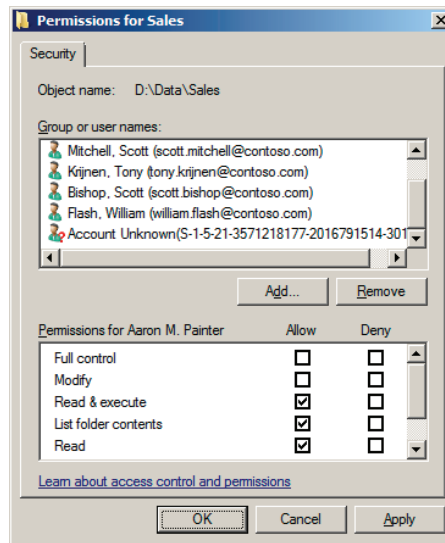 Permissions for Sales
Security
Object name: D:\Data\Sales
Group or user names:
Mitchell, Scott (scott.mitchell@contoso.com)
Krijnen, Tony (tony.krijnen@contoso.com)
Bishop, Scott (scott.bishop@contoso.com)
Flash, William (william.flash@contoso.com)
Account Unknown(S-1-5-21-3571218177-2016791514-301
Add...
Remove
Permissions for Aaron M. Painter Allow Deny
Full control
Modify
Read & execute
List folder contents
Read
Learn about access control and permissions
OK
Cancel
Apply